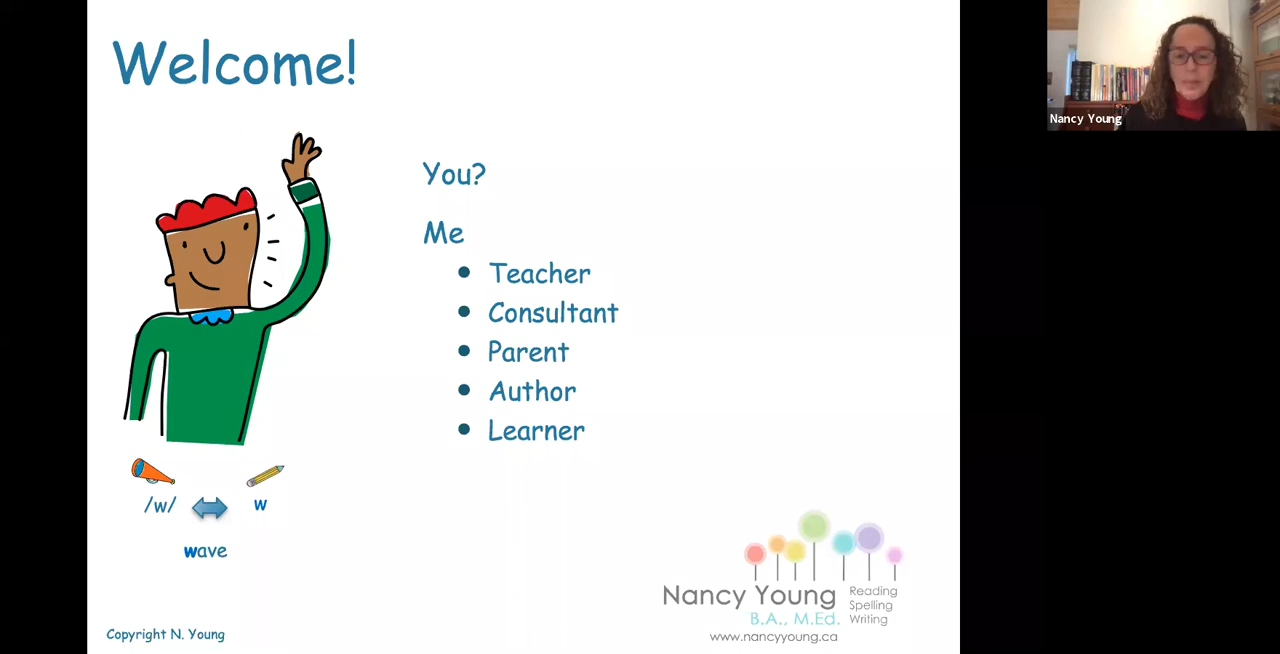 Welcome!
You?
Me
• Teacher
• Consultant
• Parent
• Author
• Learner
/w/ w
wave
Nancy Young
B.A., M.Ed.
Reading
Spelling
Writing
www.nancyyoung.ca
Copyright N. Young
Nancy Young